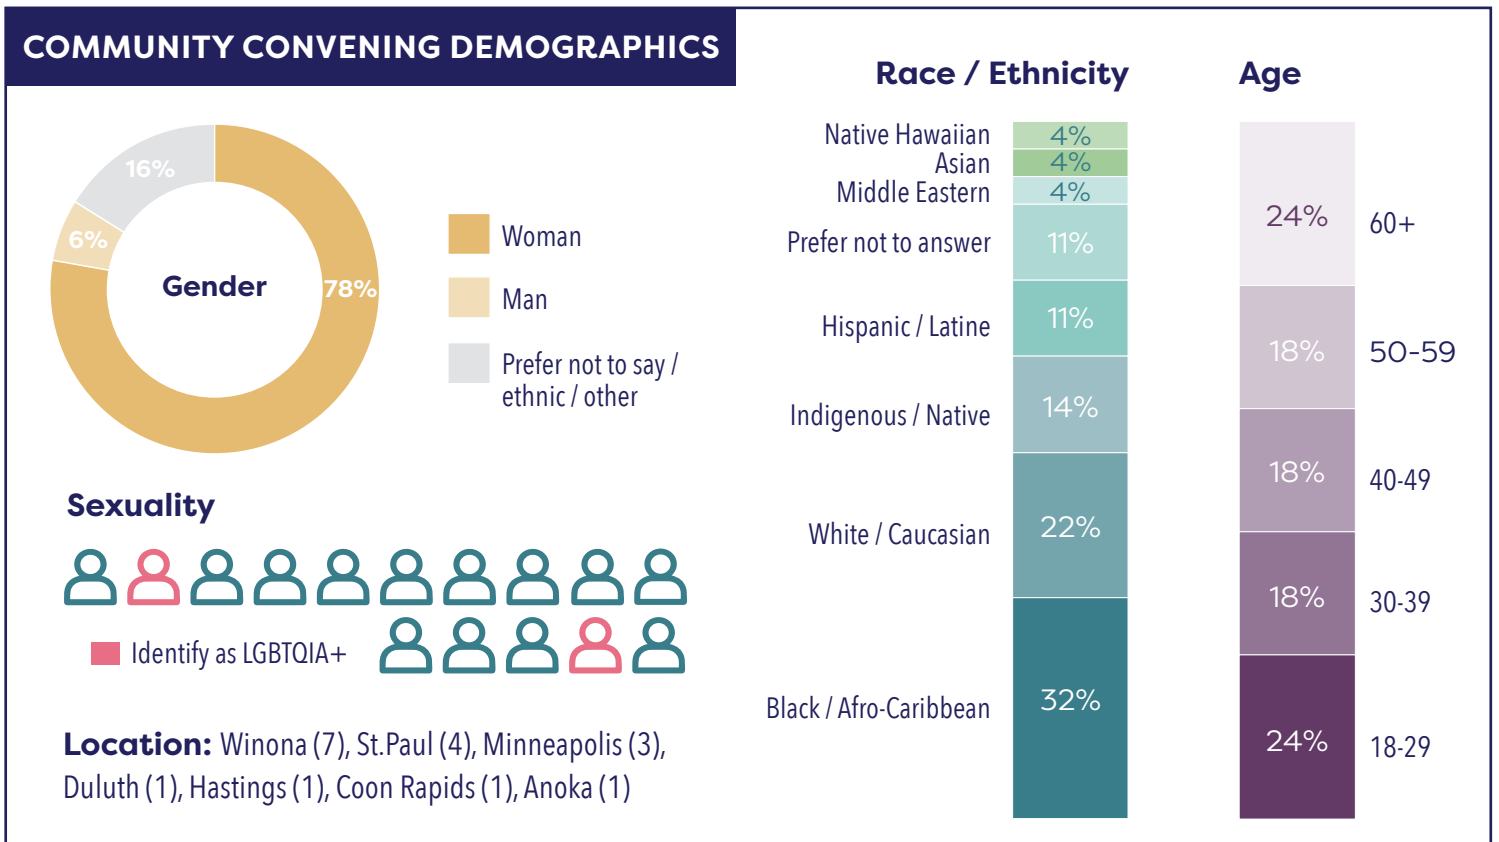 COMMUNITY CONVENING DEMOGRAPHICS
16%
6%
78%
Gender
Woman
Man
Prefer not to say /
ethnic / other
Sexuality
Identify as LGBTQIA+
Location: Winona (7), St.Paul (4), Minneapolis (3),
Duluth (1), Hastings (1), Coon Rapids (1), Anoka (1)
Race / Ethnicity
Native Hawaiian 4%
Asian 4%
Middle Eastern 4%
Prefer not to answer 11%
Hispanic / Latine 11%
Indigenous / Native 14%
White / Caucasian 22%
Black / Afro-Caribbean 32%
Age
24% 60+
18% 50-59
18% 40-49
18% 30-39
24% 18-29